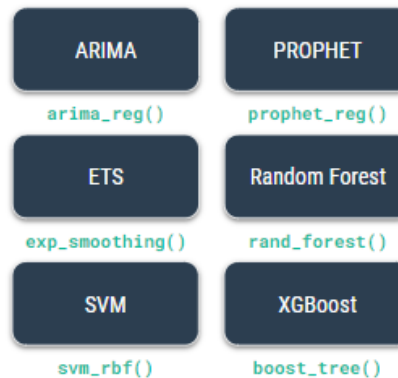 ARIMA PROPHET
arima_reg() prophet_reg()
ETS Random Forest
exp_smoothing() rand_forest()
SVM XGBoost
svm_rbf() boost_tree()